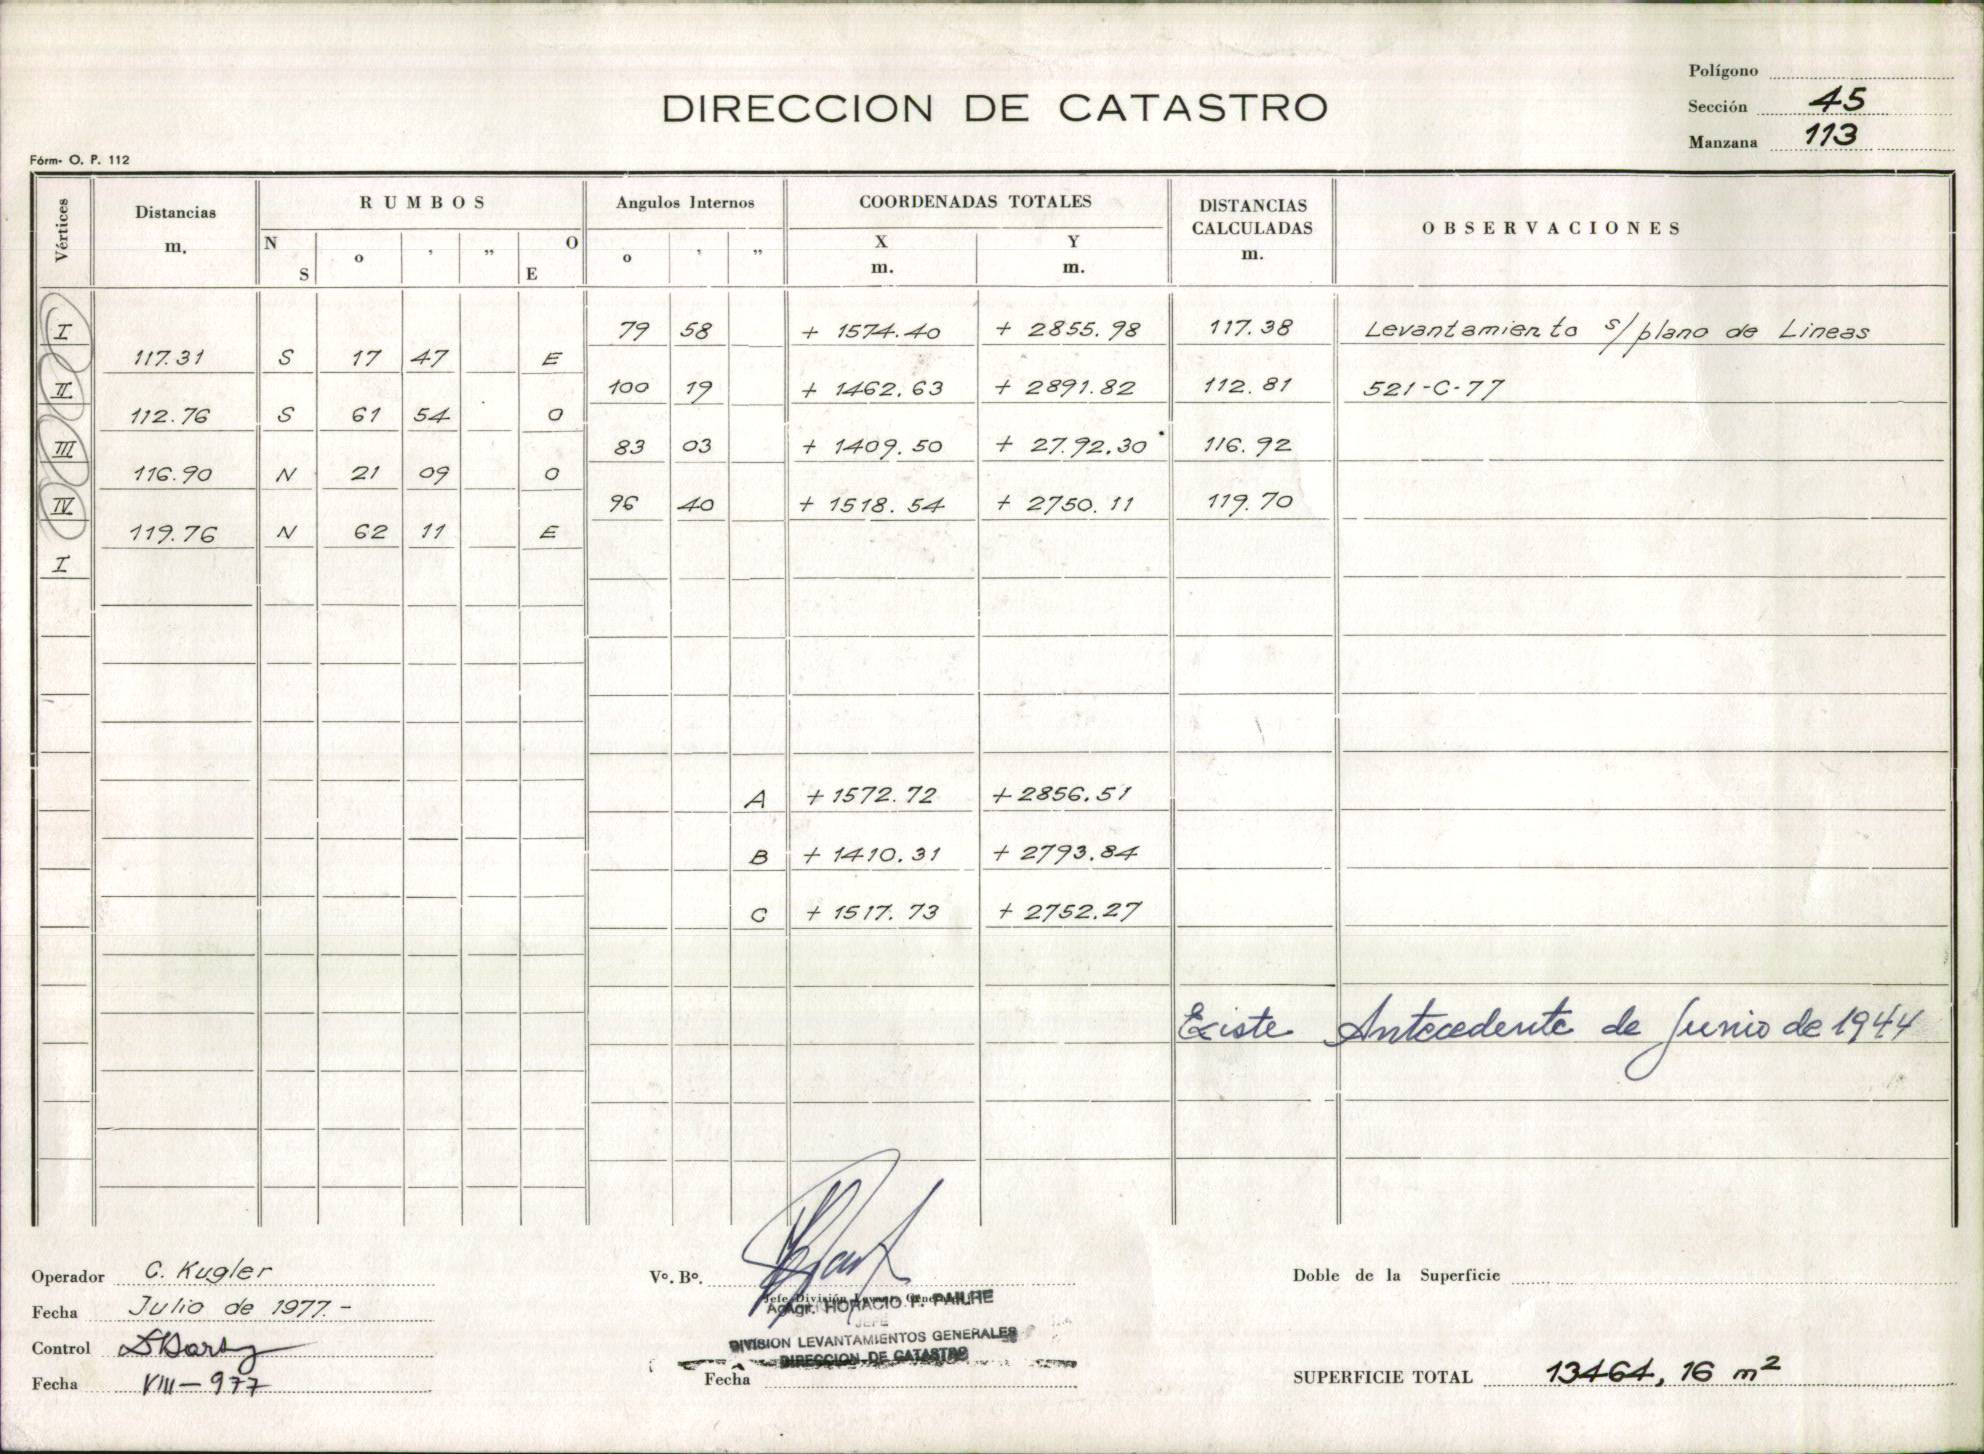 Polígono
DIRECCION DE CATASTRO
Sección 45
Manzana 113
Fórm- O. P. 112
Vértices Distancias m. RUMBOS Angulos Internos COORDENADAS TOTALES DISTANCIAS CALCULADAS m. OBSERVACIONES
N S o ' " O E o ' " X m. Y m.
I 79 58 + 1574.40 + 2855.98 117.38 Levantamiento s/plano de Lineas
117.31 S 17 47 E
II 100 19 + 1462.63 + 2891.82 112.81 521-C-77
112.76 S 61 54 O
III 83 03 + 1409.50 + 2792.30 116.92
116.90 N 21 09 O
IV 96 40 + 1518.54 + 2750.11 119.70
119.76 N 62 11 E
I
A + 1572.72 + 2856.51
B + 1410.31 + 2793.84
C + 1517.73 + 2752.27
Existe Antecedente de Junio de 1944
Operador C. Kugler
Vº. Bº.
Doble de la Superficie
Fecha Julio de 1977.-
Jefe División Levant. Generales
Agr. HORACIO P. PAILHE
JEFE
DIVISION LEVANTAMIENTOS GENERALES
DIRECCION DE CATASTRO
Control
Fecha VIII-977
Fecha
SUPERFICIE TOTAL 13464,16 m²